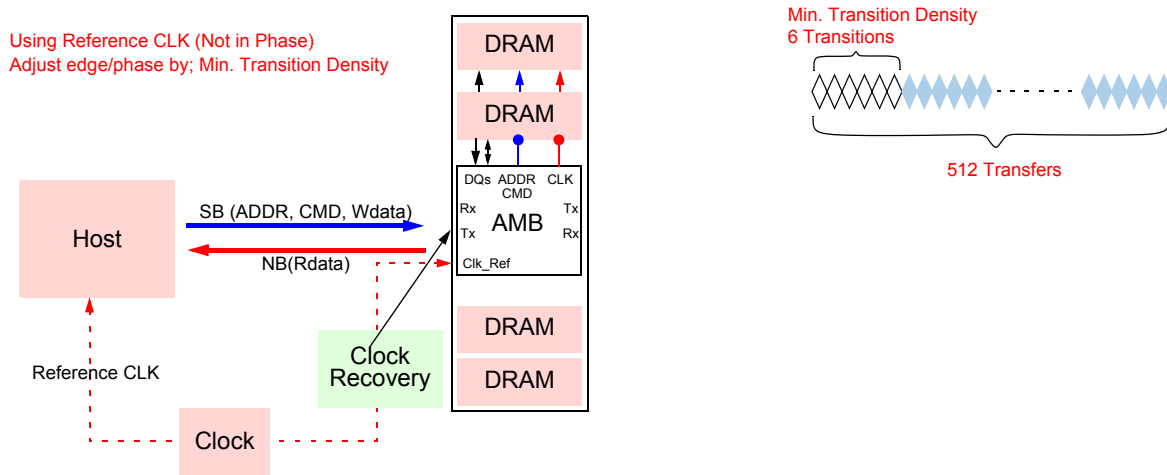 Using Reference CLK (Not in Phase)
Adjust edge/phase by; Min. Transition Density
Min. Transition Density
6 Transitions
512 Transfers
DRAM
DRAM
DQs ADDR CLK
CMD
Rx Tx
AMB
Tx Rx
Clk_Ref
Host
SB (ADDR, CMD, Wdata)
NB(Rdata)
DRAM
DRAM
Clock
Recovery
Reference CLK
Clock